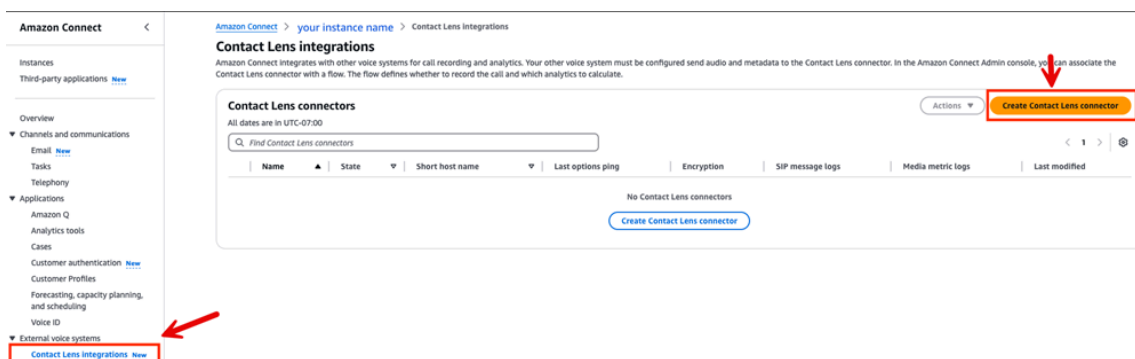 Amazon Connect
Instances
Third-party applications New
Overview
Channels and communications
Email New
Tasks
Telephony
Applications
Amazon Q
Analytics tools
Cases
Customer authentication New
Customer Profiles
Forecasting, capacity planning,
and scheduling
Voice ID
External voice systems
Contact Lens integrations New
Amazon Connect > your instance name > Contact Lens integrations
Contact Lens integrations
Amazon Connect integrates with other voice systems for call recording and analytics. Your other voice system must be configured send audio and metadata to the Contact Lens connector. In the Amazon Connect Admin console, you can associate the
Contact Lens connector with a flow. The flow defines whether to record the call and which analytics to calculate.
Contact Lens connectors
Actions
Create Contact Lens connector
All dates are in UTC-07:00
Find Contact Lens connectors
< 1 >
Name State Short host name Last options ping Encryption SIP message logs Media metric logs Last modified
No Contact Lens connectors
Create Contact Lens connector